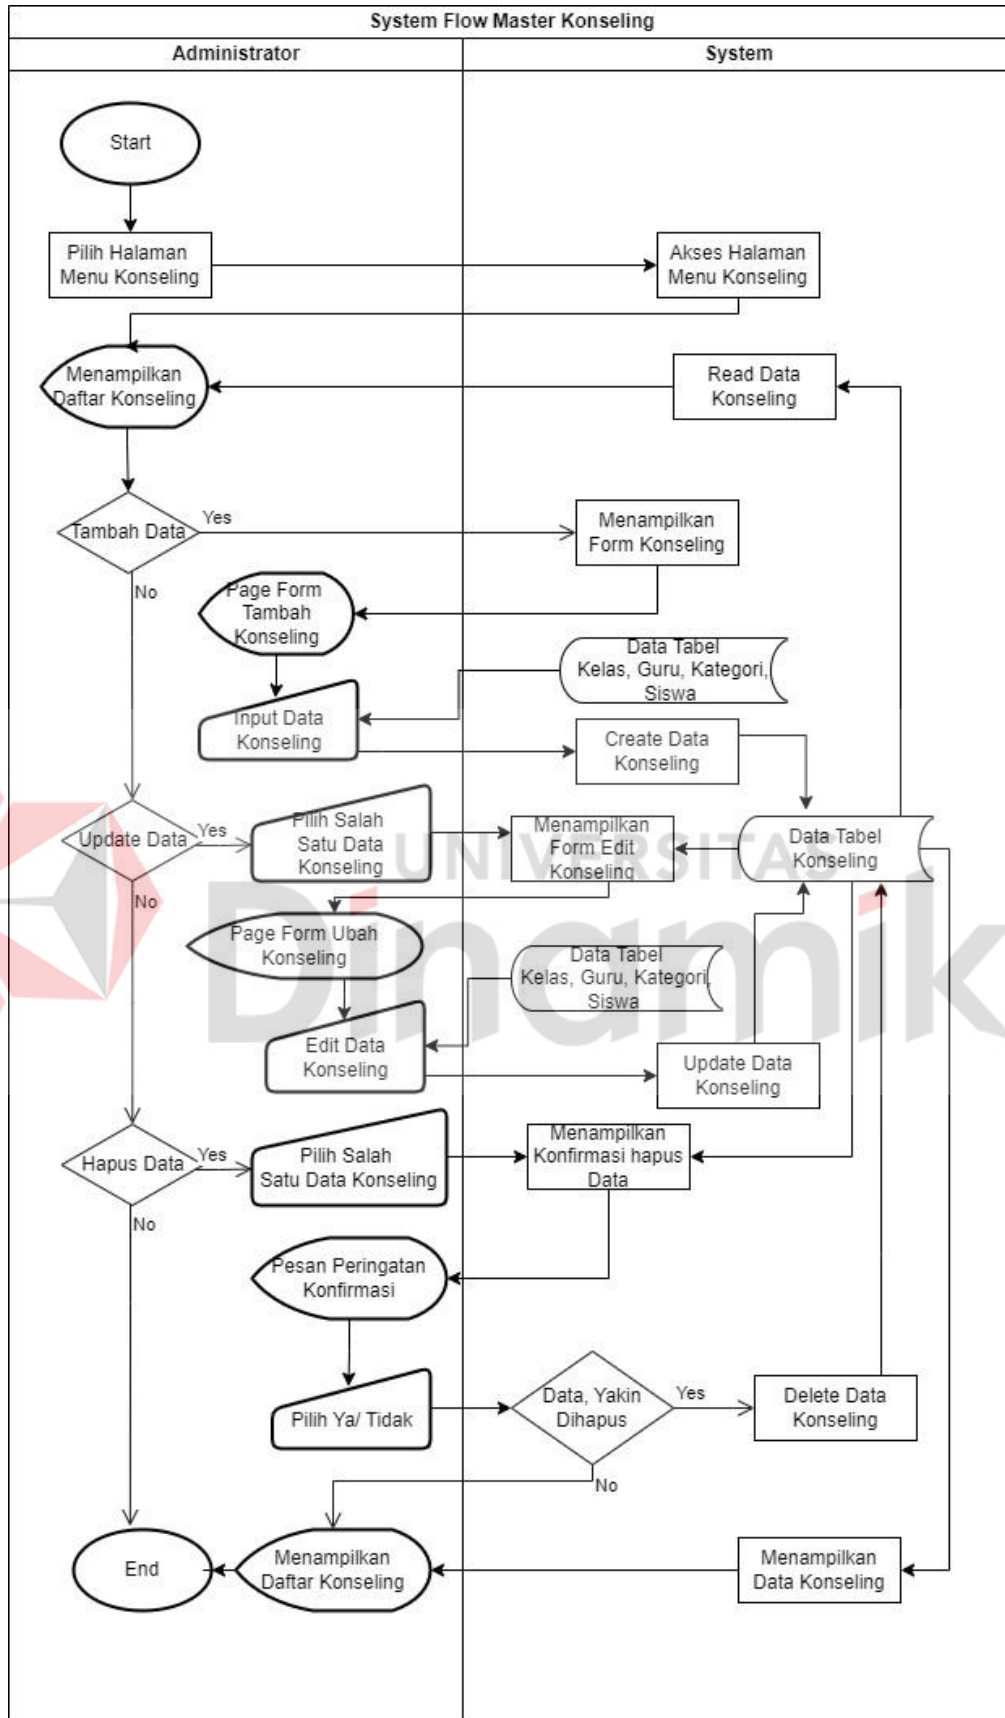 System Flow Master Konseling
Administrator
System
Start
Pilih Halaman
Menu Konseling
Akses Halaman
Menu Konseling
Menampilkan
Daftar Konseling
Read Data
Konseling
Tambah Data
Yes
No
Menampilkan
Form Konseling
Page Form
Tambah
Konseling
Data Tabel
Kelas, Guru, Kategori,
Siswa
Input Data
Konseling
Create Data
Konseling
Update Data
Yes
No
Pilih Salah
Satu Data
Konseling
Menampilkan
Form Edit
Konseling
Data Tabel
Konseling
UNIVERSITAS
Dinamika
Page Form Ubah
Konseling
Data Tabel
Kelas, Guru, Kategori,
Siswa
Edit Data
Konseling
Update Data
Konseling
Hapus Data
Yes
No
Pilih Salah
Satu Data Konseling
Menampilkan
Konfirmasi hapus
Data
Pesan Peringatan
Konfirmasi
Pilih Ya/ Tidak
Data, Yakin
Dihapus
Yes
No
Delete Data
Konseling
End
Menampilkan
Daftar Konseling
Menampilkan
Data Konseling